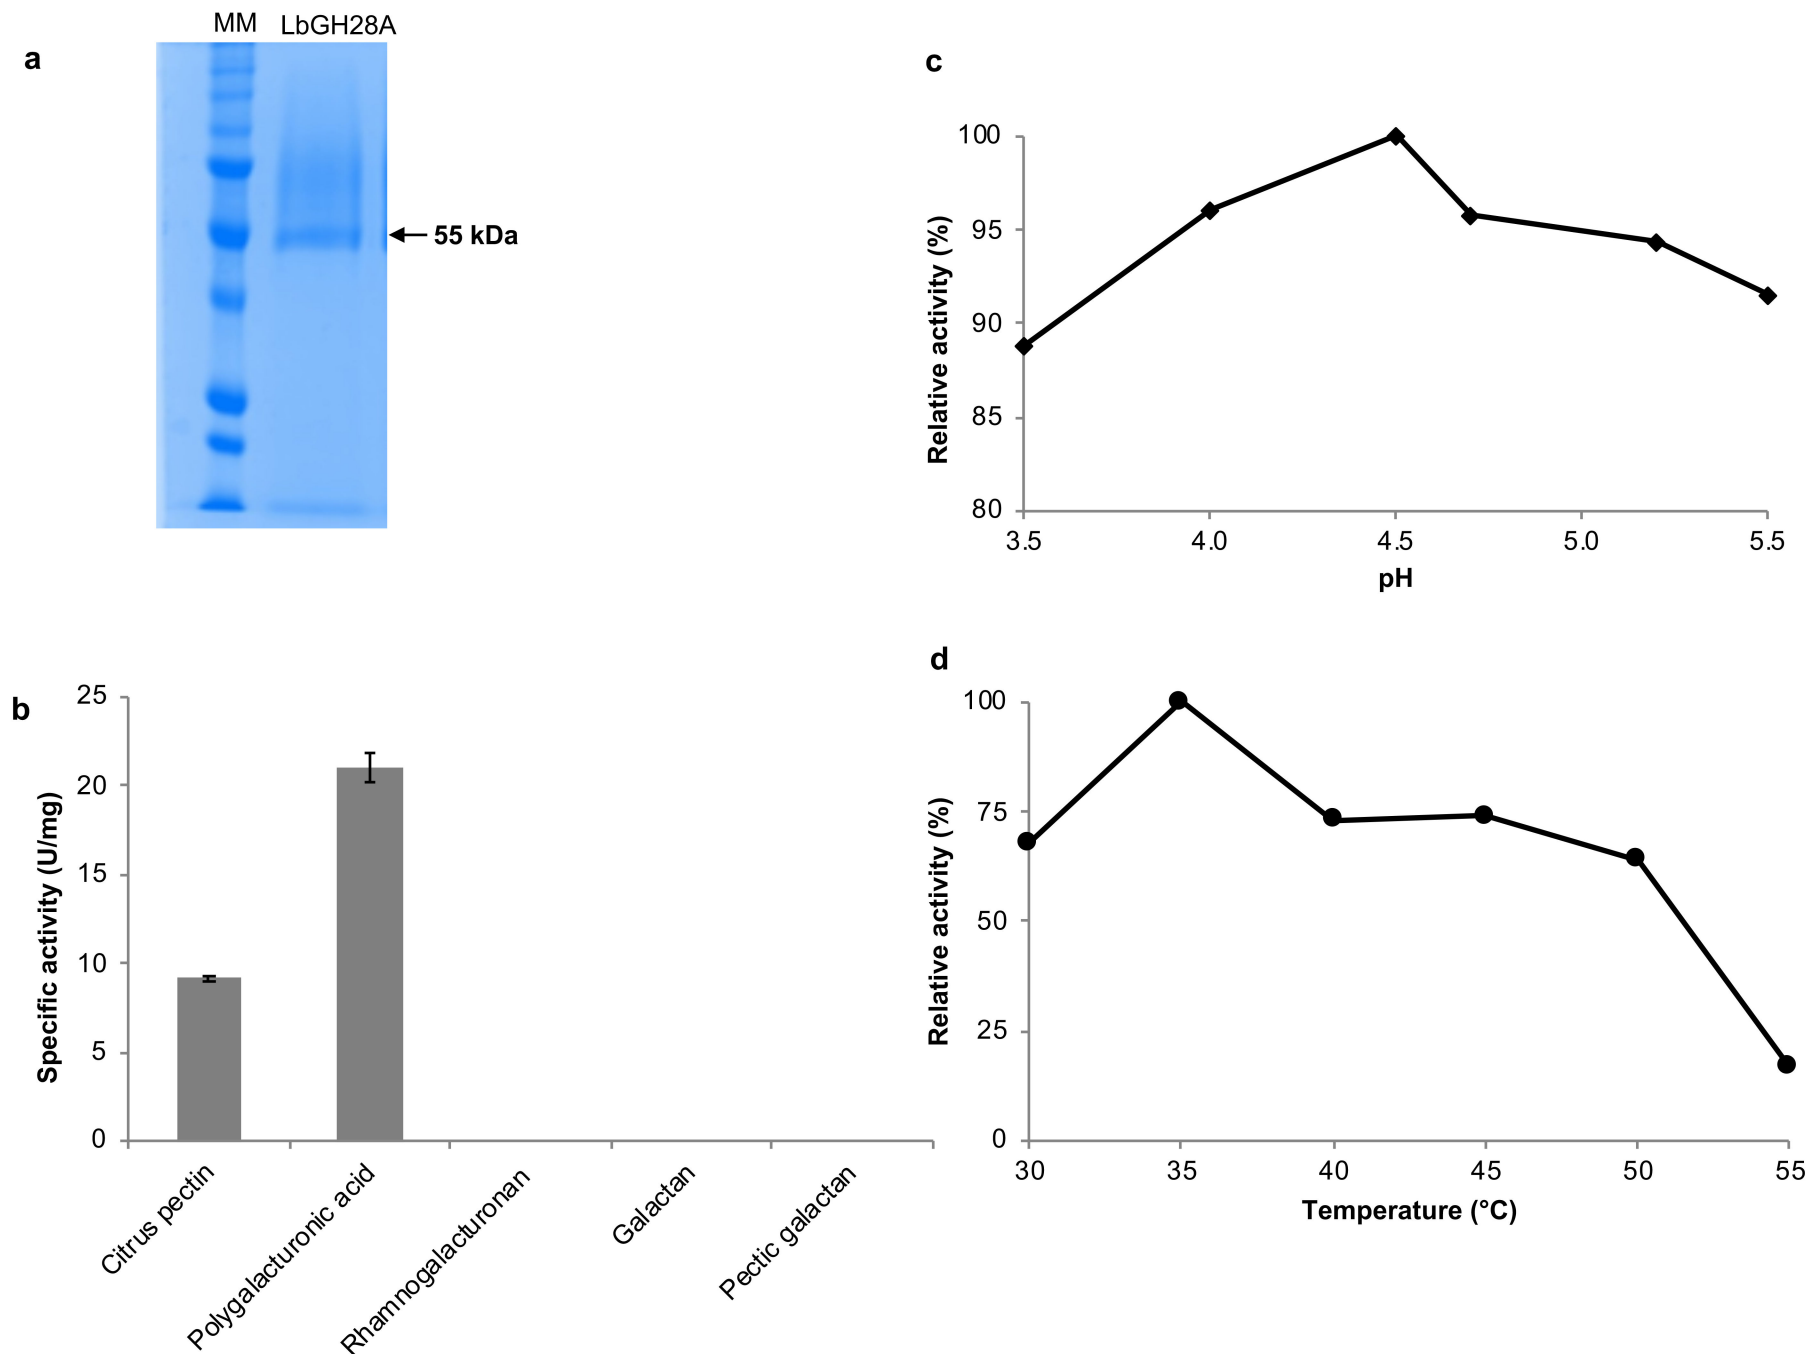 a
MM LbGH28A
55 kDa
b
Specific activity (U/mg)
25
20
15
10
5
0
Citrus pectin
Polygalacturonic acid
Rhamnogalacturonan
Galactan
Pectic galactan
c
Relative activity (%)
100
95
90
85
80
3.5 4.0 4.5 5.0 5.5
pH
d
Relative activity (%)
100
75
50
25
0
30 35 40 45 50 55
Temperature (°C)